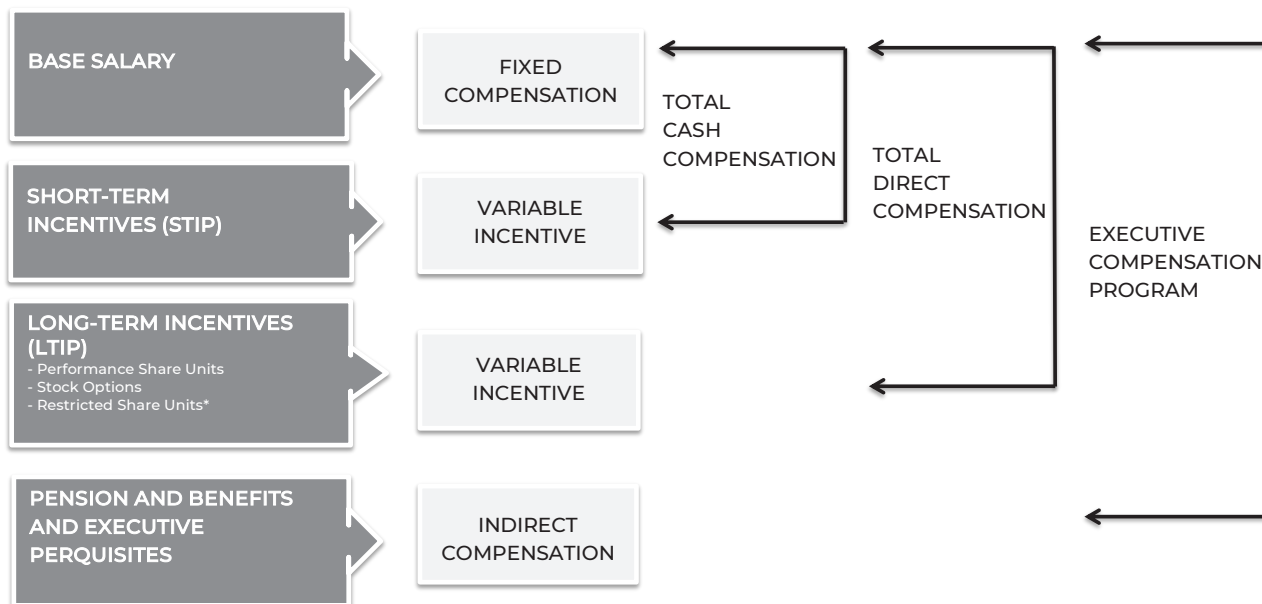 BASE SALARY
FIXED
COMPENSATION
TOTAL
CASH
COMPENSATION
TOTAL
DIRECT
COMPENSATION
EXECUTIVE
COMPENSATION
PROGRAM
SHORT-TERM
INCENTIVES (STIP)
VARIABLE
INCENTIVE
LONG-TERM INCENTIVES
(LTIP)
- Performance Share Units
- Stock Options
- Restricted Share Units*
VARIABLE
INCENTIVE
PENSION AND BENEFITS
AND EXECUTIVE
PERQUISITES
INDIRECT
COMPENSATION